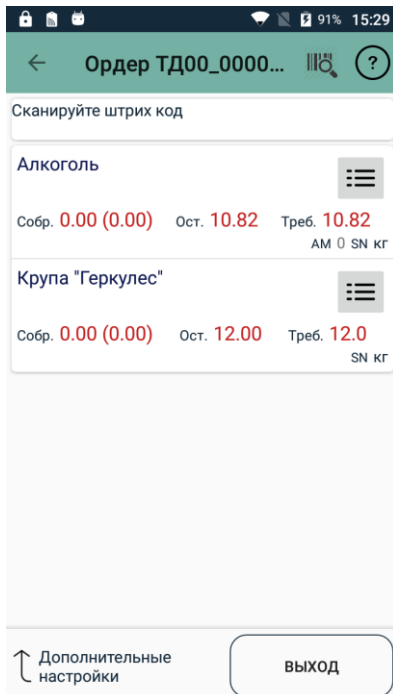 91% 15:29
Ордер ТД00_0000... ?
Сканируйте штрих код
Алкоголь
Собр. 0.00 (0.00) Ост. 10.82 Треб. 10.82
АМ 0 SN кг
Крупа "Геркулес"
Собр. 0.00 (0.00) Ост. 12.00 Треб. 12.0
SN кг
Дополнительные
настройки
ВЫХОД